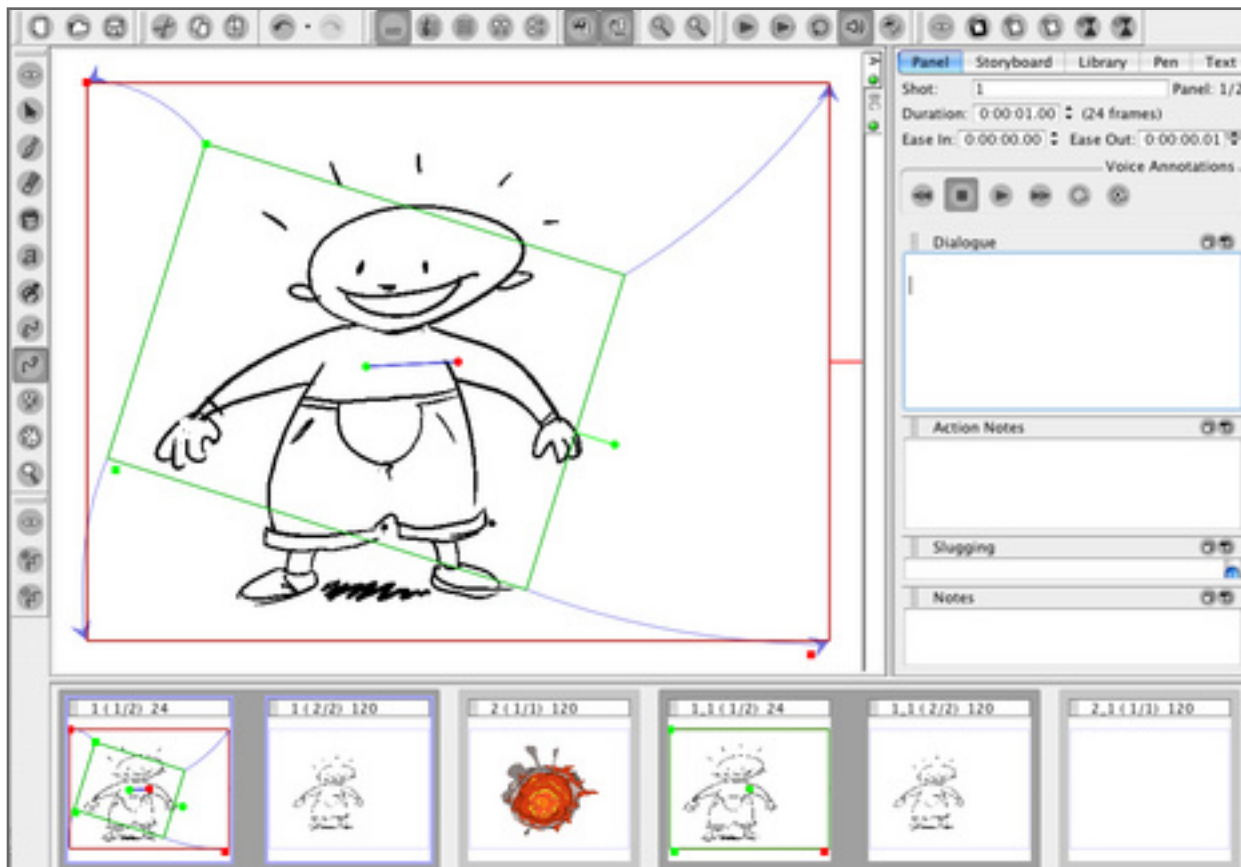 Panel Storyboard Library Pen Text
Shot: 1 Panel: 1/2
Duration: 0:00:01.00 (24 frames)
Ease In: 0:00:00.00 Ease Out: 0:00:00.01
Voice Annotations
A
BG
Dialogue
Action Notes
Slugging
Notes
1 (1/2) 24 1 (2/2) 120 2 (1/1) 120 1_1 (1/2) 24 1_1 (2/2) 120 2_1 (1/1) 120